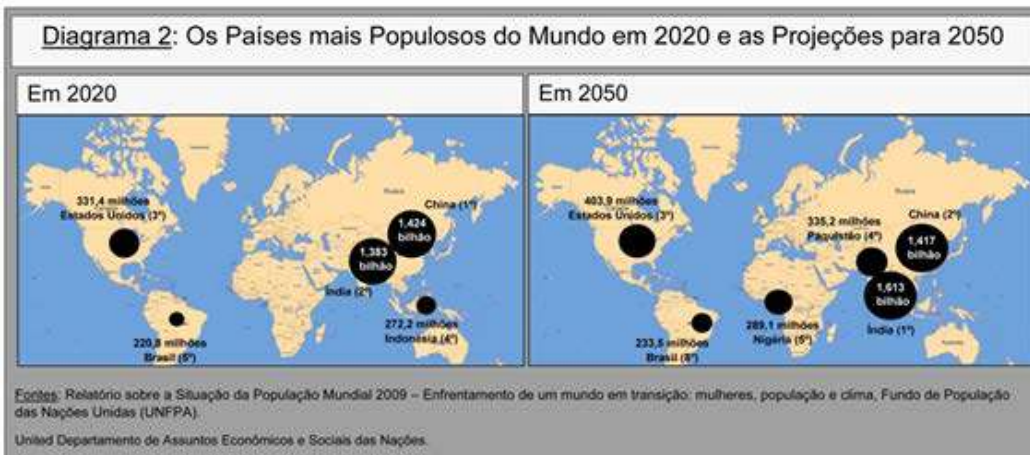 Diagrama 2: Os Países mais Populosos do Mundo em 2020 e as Projeções para 2050
Em 2020
331,4 milhões
Estados Unidos (3º)
China (1º)
1,424
bilhão
1,383
bilhão
Índia (2º)
272,2 milhões
Indonésia (4º)
220,8 milhões
Brasil (6º)
Em 2050
403,9 milhões
Estados Unidos (3º)
335,2 milhões
Paquistão (4º)
China (2º)
1,417
bilhão
1,613
bilhão
Índia (1º)
289,1 milhões
Nigéria (5º)
233,5 milhões
Brasil (8º)
Fontes: Relatório sobre a Situação da População Mundial 2009 – Enfrentamento de um mundo em transição: mulheres, população e clima, Fundo de População
das Nações Unidas (UNFPA).
United Departamento de Assuntos Econômicos e Sociais das Nações.